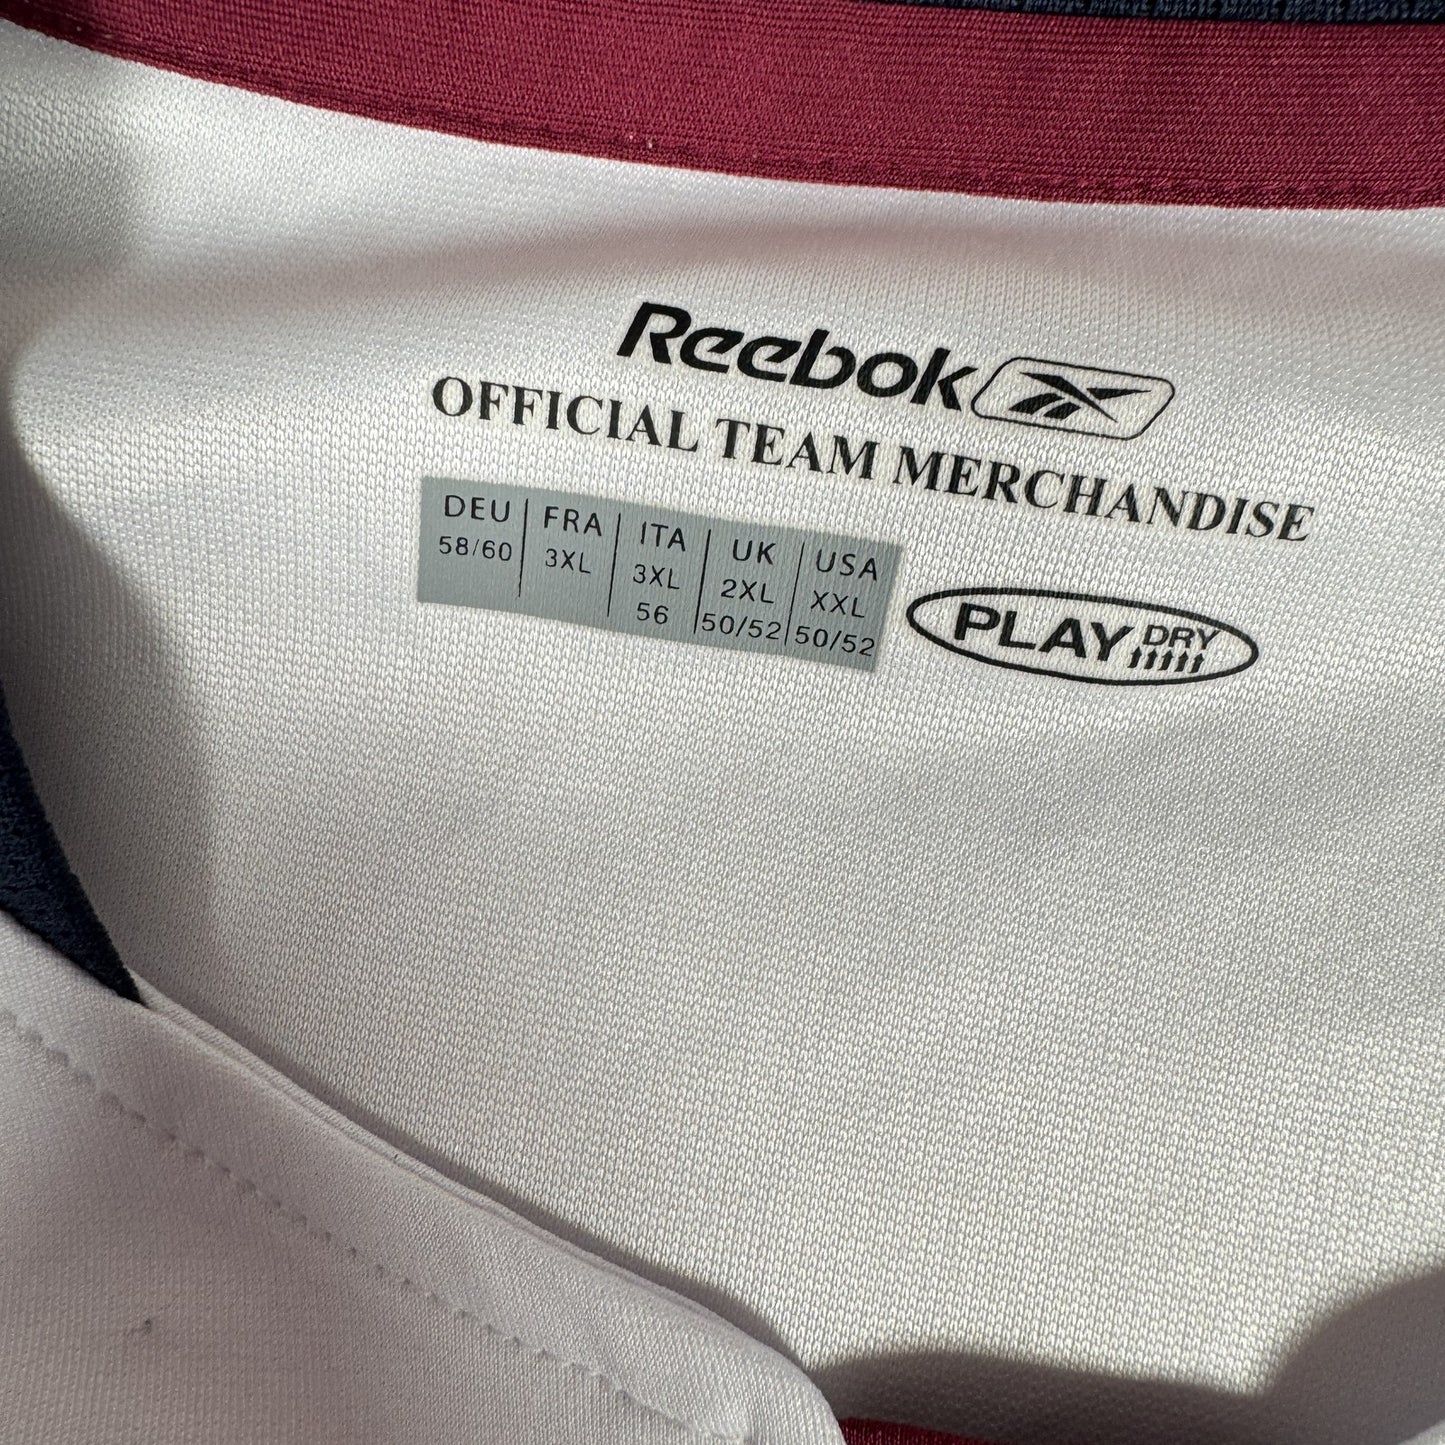 Reebok
OFFICIAL TEAM MERCHANDISE
DEU FRA ITA UK USA
58/60 3XL 3XL 2XL XXL
56 50/52 50/52
PLAY DRY